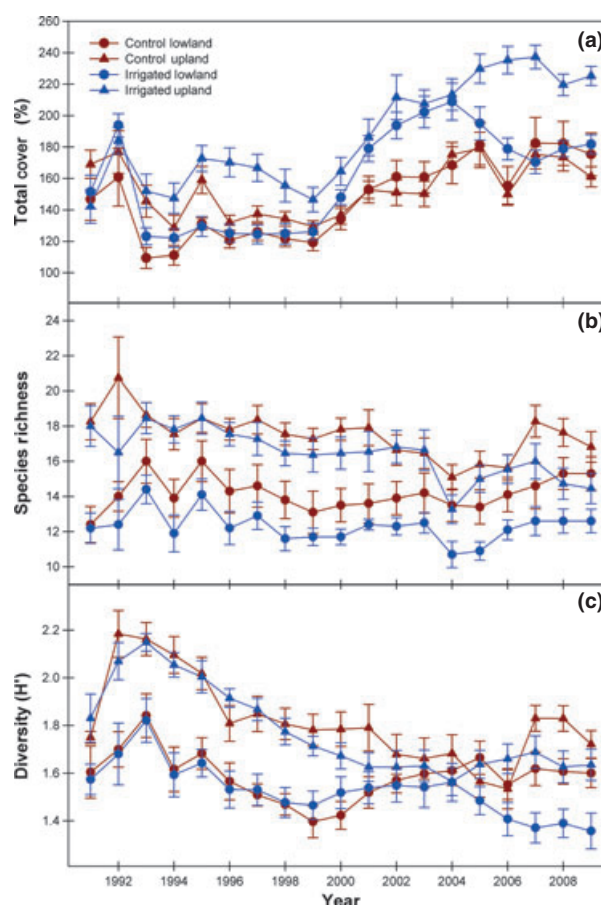 (a)
Control lowland
Control upland
Irrigated lowland
Irrigated upland
Total cover (%)
260
240
220
200
180
160
140
120
100
(b)
Species richness
24
22
20
18
16
14
12
10
(c)
Diversity (H')
2.2
2.0
1.8
1.6
1.4
1992 1994 1996 1998 2000 2002 2004 2006 2008
Year